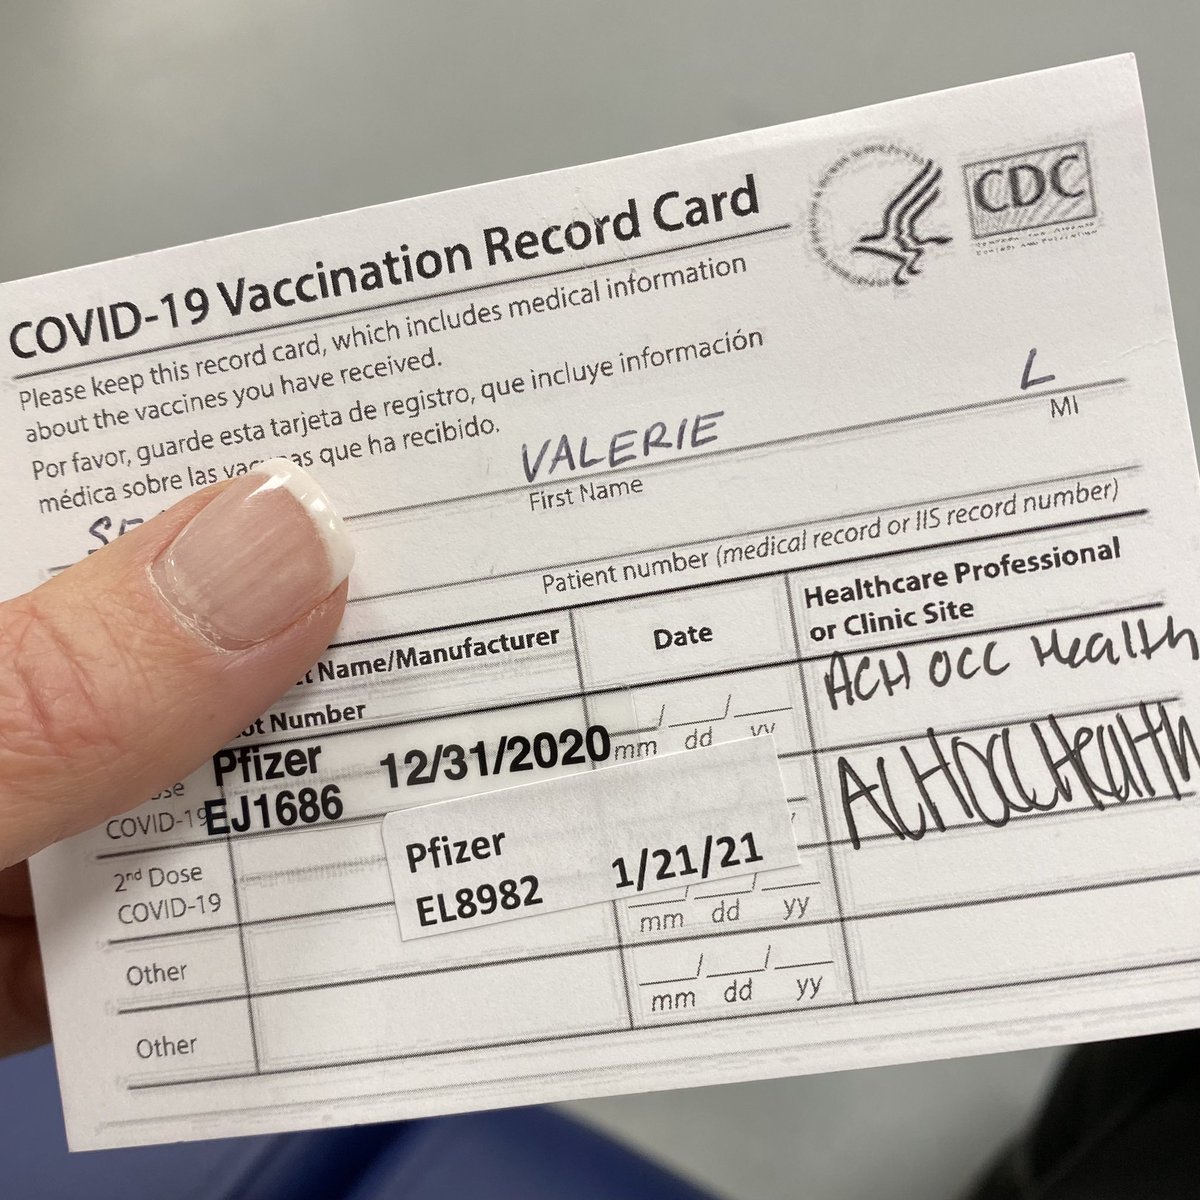 COVID-19 Vaccination Record Card
CDC
Please keep this record card, which includes medical information
about the vaccines you have received.
Por favor, guarde esta tarjeta de registro, que incluye información
médica sobre las vacunas que ha recibido.
VALERIE L
First Name MI
Patient number (medical record or IIS record number)
Name/Manufacturer Date Healthcare Professional
or Clinic Site
Number
Pfizer 12/31/2020 mm dd yy ACH OCC Health
COVID-19 EJ1686
2nd Dose Pfizer ACH OCC Health
COVID-19 EL8982 1/21/21
mm dd yy
Other
mm dd yy
Other